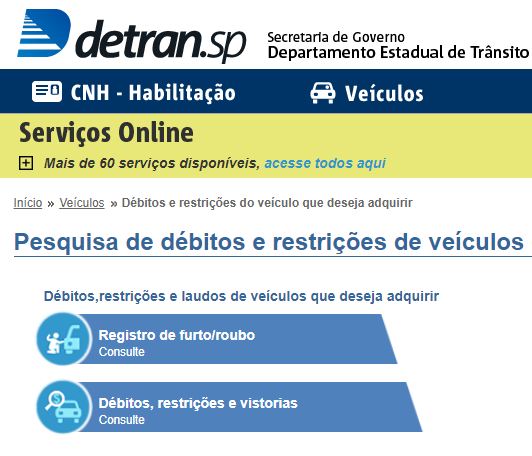 detran.sp
Secretaria de Governo
Departamento Estadual de Trânsito
CNH - Habilitação
Veículos
Serviços Online
Mais de 60 serviços disponíveis, acesse todos aqui
Início » Veículos » Débitos e restrições do veículo que deseja adquirir
Pesquisa de débitos e restrições de veículos
Débitos,restrições e laudos de veículos que deseja adquirir
Registro de furto/roubo
Consulte
Débitos, restrições e vistorias
Consulte